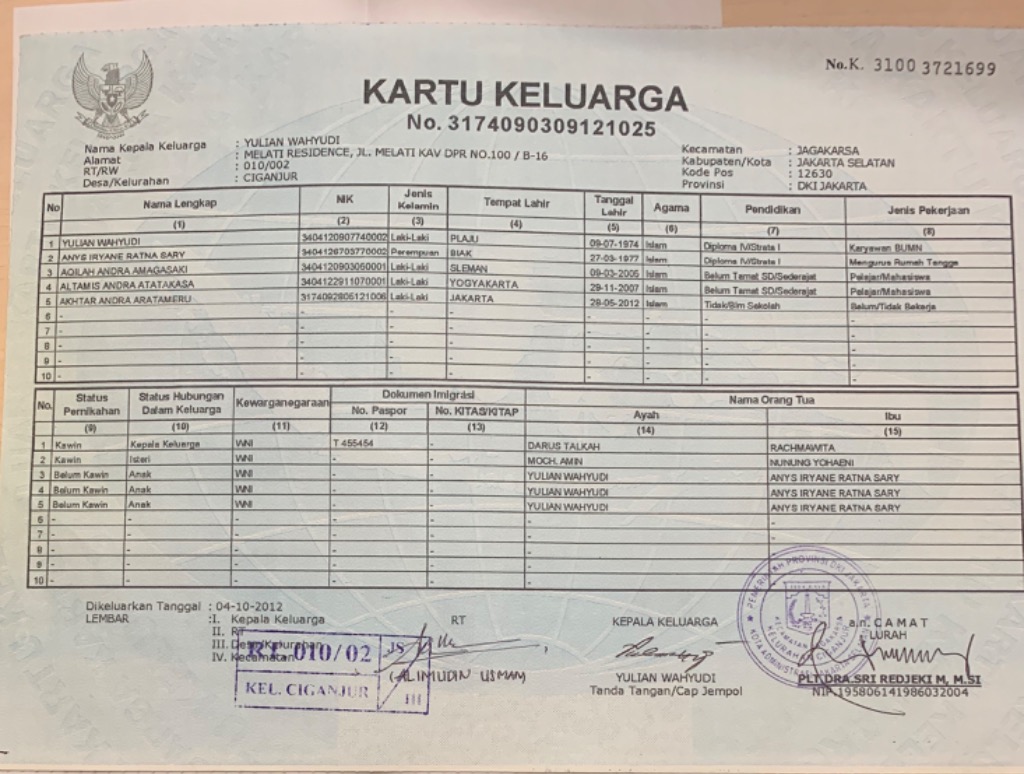 No.K. 3100 3721699
KARTU KELUARGA
No. 3174090309121025
Nama Kepala Keluarga : YULIAN WAHYUDI
Alamat : MELATI RESIDENCE, JL. MELATI KAV DPR NO.100 / B-16
RT/RW : 010/002
Desa/Kelurahan : CIGANJUR
Kecamatan : JAGAKARSA
Kabupaten/Kota : JAKARTA SELATAN
Kode Pos : 12630
Provinsi : DKI JAKARTA
No Nama Lengkap NIK Jenis Kelamin Tempat Lahir Tanggal Lahir Agama Pendidikan Jenis Pekerjaan
(1) (2) (3) (4) (5) (6) (7) (8)
1 YULIAN WAHYUDI 3404120907740002 Laki-Laki PLAJU 09-07-1974 Islam Diploma IV/Strata I Karyawan BUMN
2 ANYS IRYANE RATNA SARY 3404126703770002 Perempuan BIAK 27-03-1977 Islam Diploma IV/Strata I Mengurus Rumah Tangga
3 AQILAH ANDRA AMAGASAKI 3404120903060001 Laki-Laki SLEMAN 09-03-2006 Islam Belum Tamat SD/Sederajat Pelajar/Mahasiswa
4 ALTAMIS ANDRA ATATAKASA 3404122911070001 Laki-Laki YOGYAKARTA 29-11-2007 Islam Belum Tamat SD/Sederajat Pelajar/Mahasiswa
5 AKHTAR ANDRA ARATAMERU 3174092805121006 Laki-Laki JAKARTA 28-05-2012 Islam Tidak/Blm Sekolah Belum/Tidak Bekerja
6 - - - - - - - -
7 - - - - - - - -
8 - - - - - - - -
9 - - - - - - - -
10 - - - - - - - -
No. Status Pernikahan Status Hubungan Dalam Keluarga Kewarganegaraan Dokumen Imigrasi Nama Orang Tua
No. Paspor No. KITAS/KITAP Ayah Ibu
(9) (10) (11) (12) (13) (14) (15)
1 Kawin Kepala Keluarga WNI T 455454 - DARUS TALKAH RACHMAWITA
2 Kawin Isteri WNI - - MOCH. AMIN NUNUNG YOHAENI
3 Belum Kawin Anak WNI - - YULIAN WAHYUDI ANYS IRYANE RATNA SARY
4 Belum Kawin Anak WNI - - YULIAN WAHYUDI ANYS IRYANE RATNA SARY
5 Belum Kawin Anak WNI - - YULIAN WAHYUDI ANYS IRYANE RATNA SARY
6 - - - - - - -
7 - - - - - - -
8 - - - - - - -
9 - - - - - - -
10 - - - - - - -
Dikeluarkan Tanggal : 04-10-2012
LEMBAR : I. Kepala Keluarga
II. RT
III. Desa/Kelurahan
IV. Kecamatan
RT. 010/02 JS
KEL. CIGANJUR III
RT
(ALIMUDIN USMAN)
KEPALA KELUARGA
YULIAN WAHYUDI
Tanda Tangan/Cap Jempol
PEMERINTAH PROVINSI DKI JAKARTA
KECAMATAN JAGAKARSA
KELURAHAN CIGANJUR
a.n. CAMAT
LURAH
PLT.DRA.SRI REDJEKI M, M.SI
NIP.195806141986032004